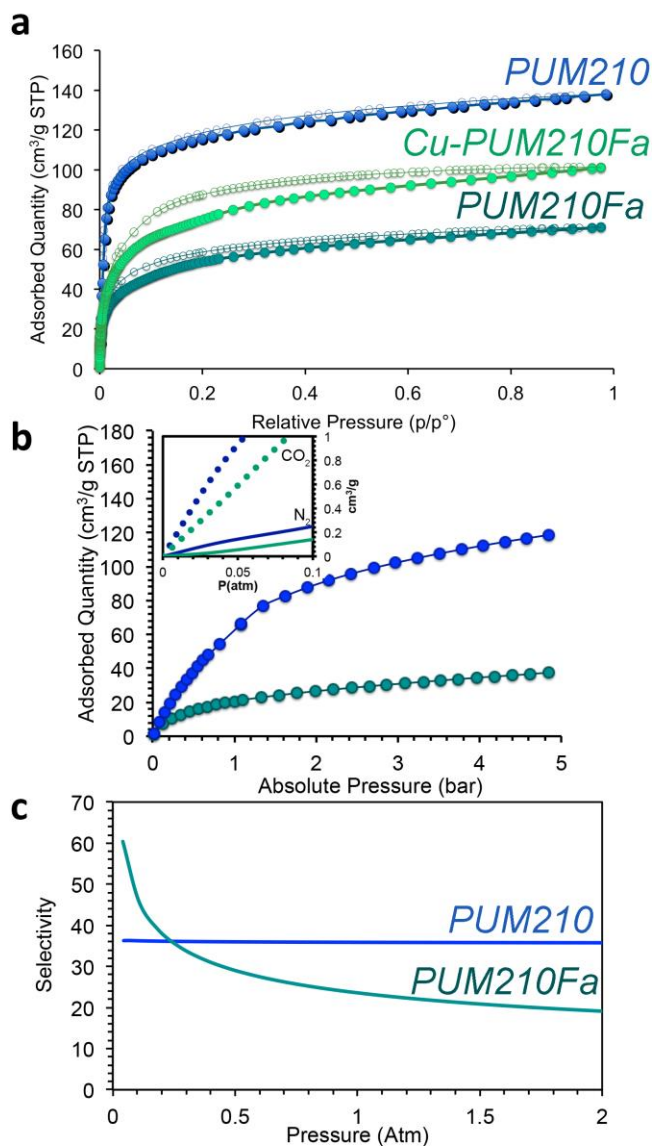 a
160
140
120
100
80
60
40
20
0
Adsorbed Quantity (cm³/g STP)
PUM210
Cu-PUM210Fa
PUM210Fa
0 0.2 0.4 0.6 0.8 1
Relative Pressure (p/p°)
b
180
160
140
120
100
80
60
40
20
0
Adsorbed Quantity (cm³/g STP)
CO₂
N₂
1
0.8
0.6
0.4
0.2
0
cm³/g
0 0.05 0.1
P(atm)
0 1 2 3 4 5
Absolute Pressure (bar)
c
70
60
50
40
30
20
10
0
Selectivity
PUM210
PUM210Fa
0 0.5 1 1.5 2
Pressure (Atm)